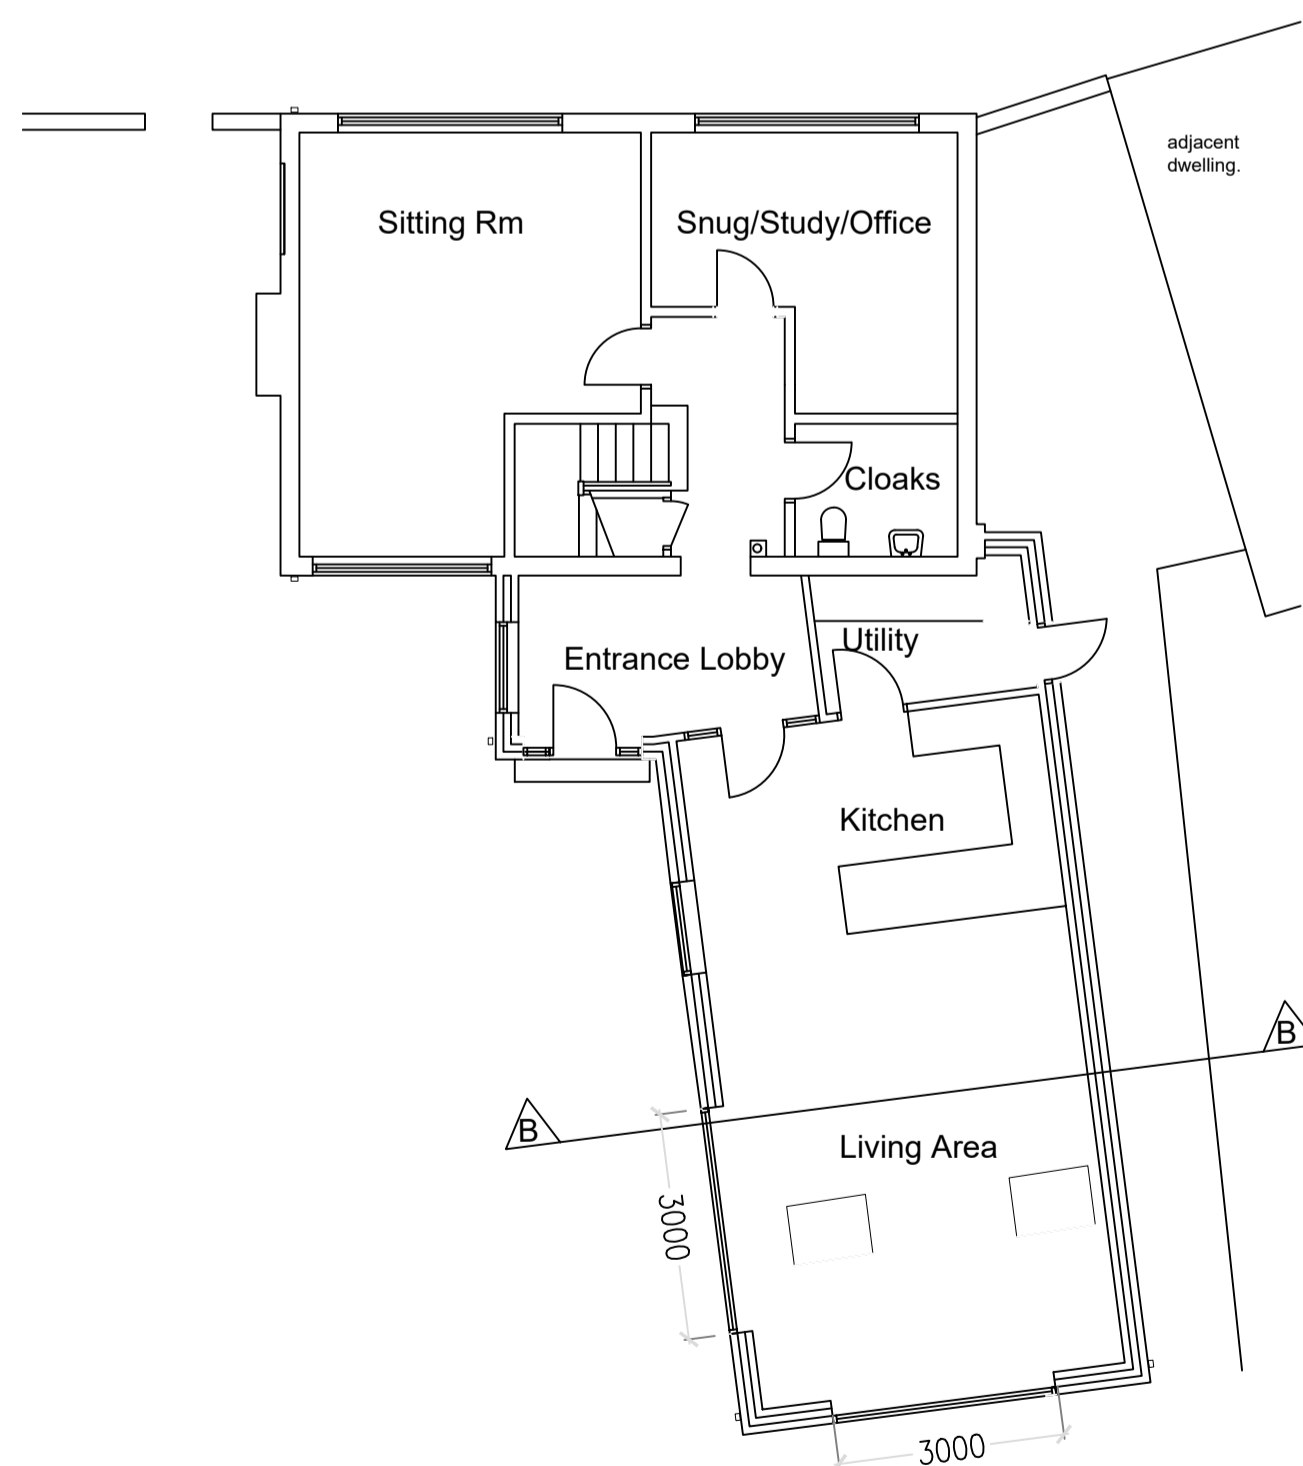 adjacent
dwelling.
Sitting Rm
Snug/Study/Office
Cloaks
Utility
Entrance Lobby
Kitchen
B
B
Living Area
3000
3000